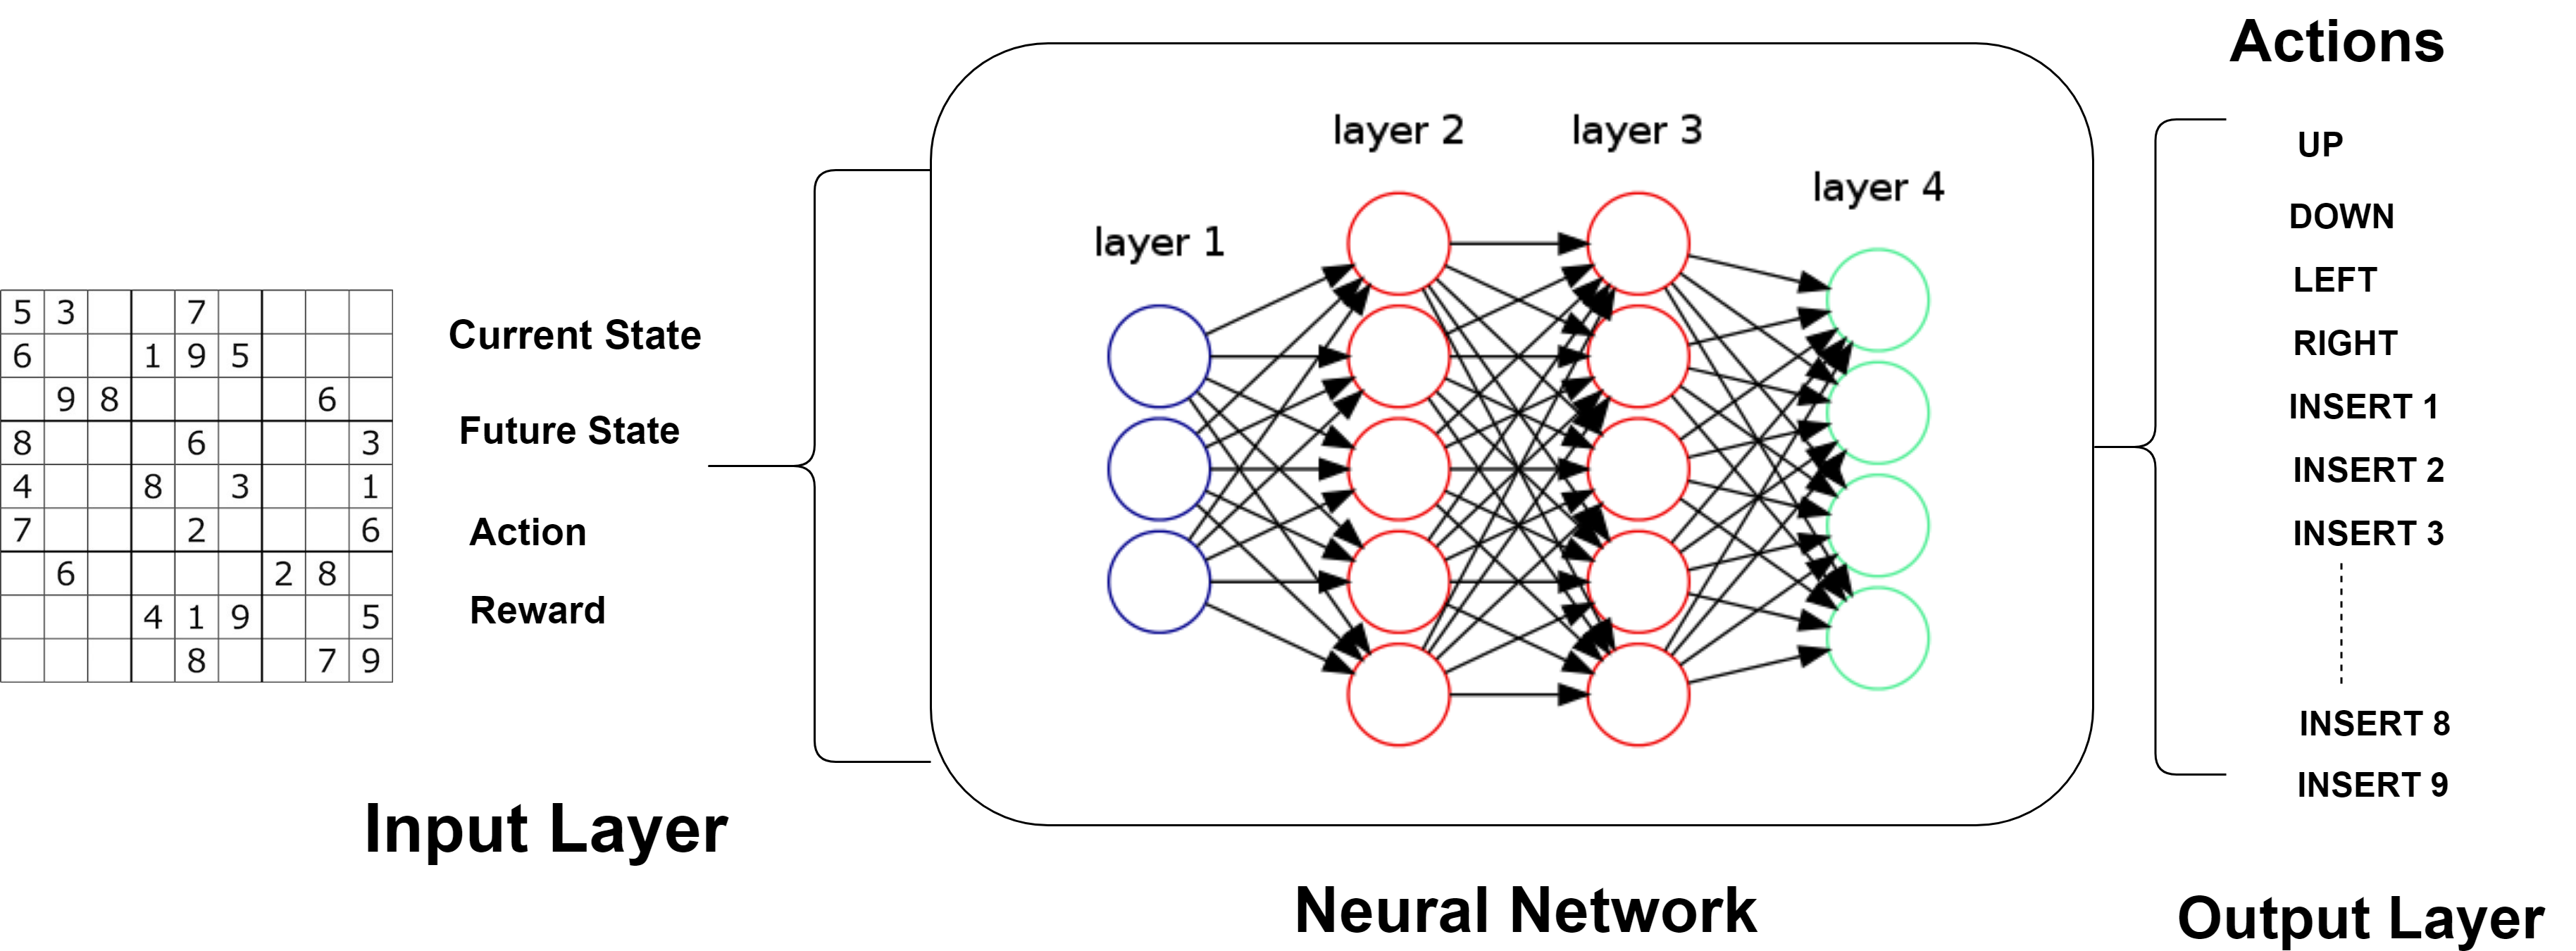 5 3 7
6 1 9 5
9 8 6
8 6 3
4 8 3 1
7 2 6
6 2 8
4 1 9 5
8 7 9
Current State
Future State
Action
Reward
Input Layer
layer 1
layer 2
layer 3
layer 4
Neural Network
Actions
UP
DOWN
LEFT
RIGHT
INSERT 1
INSERT 2
INSERT 3
INSERT 8
INSERT 9
Output Layer